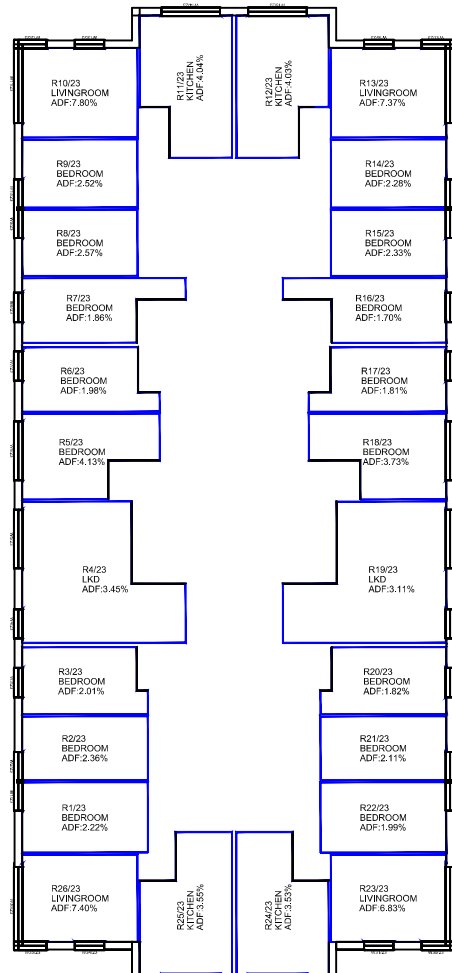 R10/23
LIVINGROOM
ADF:7.80%
R11/23
KITCHEN
ADF:4.04%
R12/23
KITCHEN
ADF:4.03%
R13/23
LIVINGROOM
ADF:7.37%
R9/23
BEDROOM
ADF:2.52%
R14/23
BEDROOM
ADF:2.28%
R8/23
BEDROOM
ADF:2.57%
R15/23
BEDROOM
ADF:2.33%
R7/23
BEDROOM
ADF:1.86%
R16/23
BEDROOM
ADF:1.70%
R6/23
BEDROOM
ADF:1.98%
R17/23
BEDROOM
ADF:1.81%
R5/23
BEDROOM
ADF:4.13%
R18/23
BEDROOM
ADF:3.73%
R4/23
LKD
ADF:3.45%
R19/23
LKD
ADF:3.11%
R3/23
BEDROOM
ADF:2.01%
R20/23
BEDROOM
ADF:1.82%
R2/23
BEDROOM
ADF:2.36%
R21/23
BEDROOM
ADF:2.11%
R1/23
BEDROOM
ADF:2.22%
R22/23
BEDROOM
ADF:1.99%
R26/23
LIVINGROOM
ADF:7.40%
R25/23
KITCHEN
ADF:3.55%
R24/23
KITCHEN
ADF:3.53%
R23/23
LIVINGROOM
ADF:6.83%